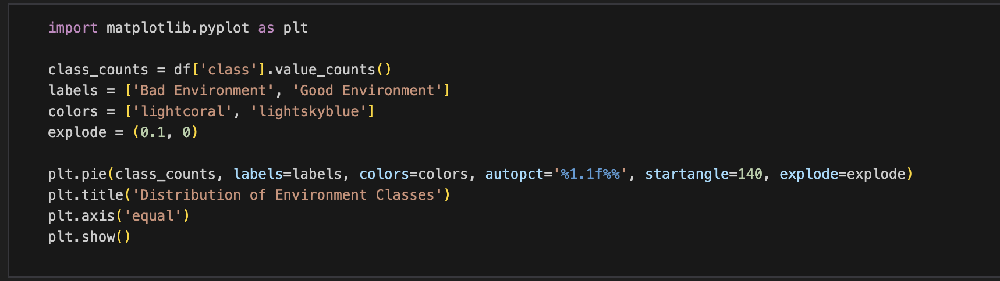 import matplotlib.pyplot as plt
class_counts = df['class'].value_counts()
labels = ['Bad Environment', 'Good Environment']
colors = ['lightcoral', 'lightskyblue']
explode = (0.1, 0)
plt.pie(class_counts, labels=labels, colors=colors, autopct='%1.1f%%', startangle=140, explode=explode)
plt.title('Distribution of Environment Classes')
plt.axis('equal')
plt.show()